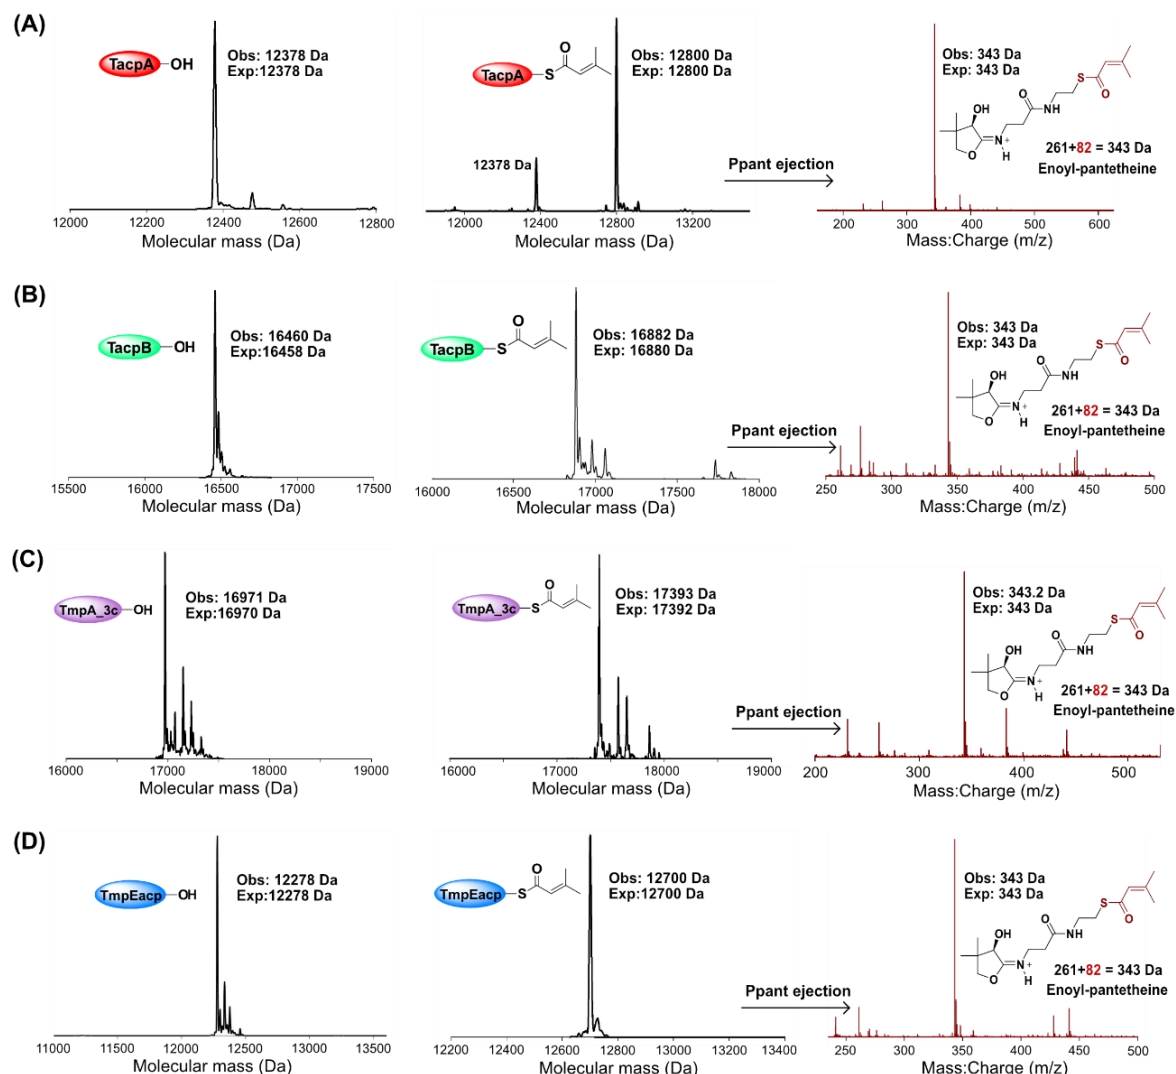 (A)
TacpA
OH
Obs: 12378 Da
Exp:12378 Da
12000 12200 12400 12600 12800
Molecular mass (Da)
TacpA
S
O
Obs: 12800 Da
Exp: 12800 Da
12378 Da
12000 12400 12800 13200
Molecular mass (Da)
Ppant ejection
Obs: 343 Da
Exp: 343 Da
OH
O
N
+
H
O
NH
S
O
261+82 = 343 Da
Enoyl-pantetheine
200 300 400 500 600
Mass:Charge (m/z)
(B)
TacpB
OH
Obs: 16460 Da
Exp:16458 Da
15500 16000 16500 17000 17500
Molecular mass (Da)
TacpB
S
O
Obs: 16882 Da
Exp: 16880 Da
16000 16500 17000 17500 18000
Molecular mass (Da)
Ppant ejection
Obs: 343 Da
Exp: 343 Da
OH
O
N
+
H
O
NH
S
O
261+82 = 343 Da
Enoyl-pantetheine
250 300 350 400 450 500
Mass:Charge (m/z)
(C)
TmpA_3c
OH
Obs: 16971 Da
Exp:16970 Da
16000 17000 18000 19000
Molecular mass (Da)
TmpA_3c
S
O
Obs: 17393 Da
Exp: 17392 Da
16000 17000 18000 19000
Molecular mass (Da)
Ppant ejection
Obs: 343.2 Da
Exp: 343 Da
OH
O
N
+
H
O
NH
S
O
261+82 = 343 Da
Enoyl-pantetheine
200 300 400 500
Mass:Charge (m/z)
(D)
TmpEacp
OH
Obs: 12278 Da
Exp:12278 Da
11000 11500 12000 12500 13000 13500
Molecular mass (Da)
TmpEacp
S
O
Obs: 12700 Da
Exp:12700 Da
12200 12400 12600 12800 13000 13200 13400
Molecular mass (Da)
Ppant ejection
Obs: 343 Da
Exp: 343 Da
OH
O
N
+
H
O
NH
S
O
261+82 = 343 Da
Enoyl-pantetheine
250 300 350 400 450 500
Mass:Charge (m/z)